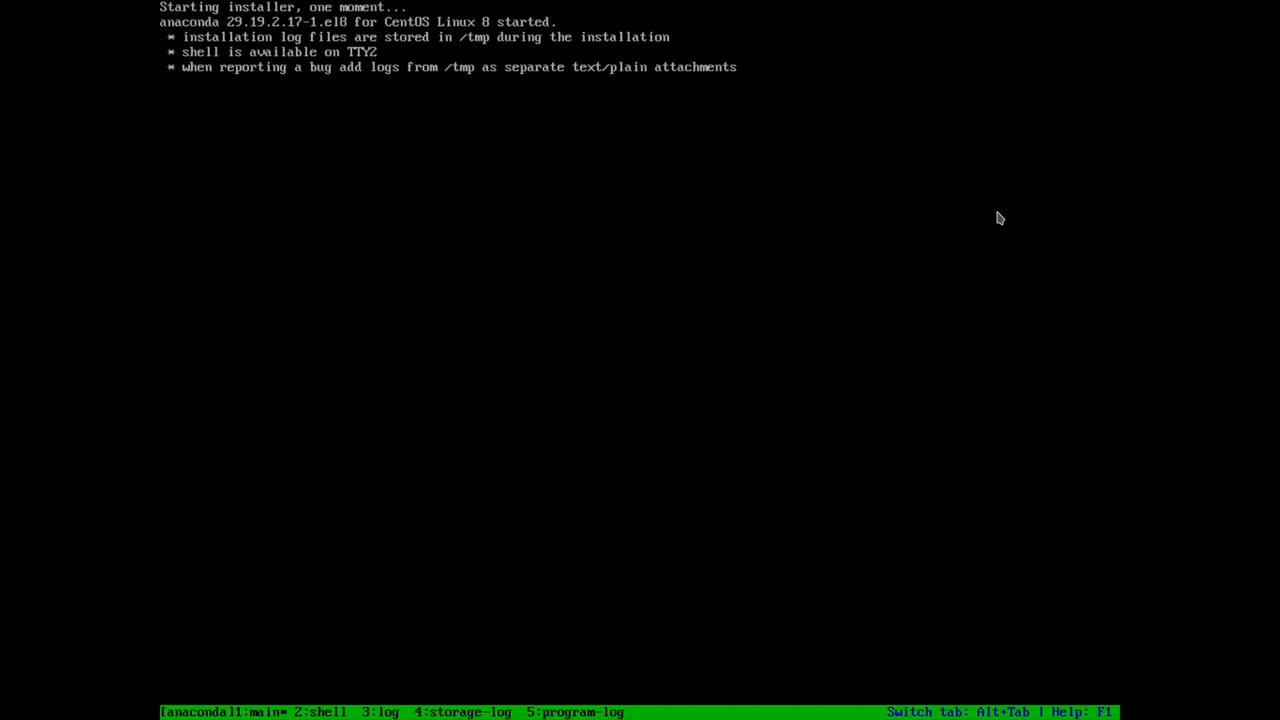 Starting installer, one moment...
anaconda 29.19.2.17-1.el8 for CentOS Linux 8 started.
* installation log files are stored in /tmp during the installation
* shell is available on TTY2
* when reporting a bug add logs from /tmp as separate text/plain attachments
[anaconda]1:main* 2:shell  3:log  4:storage-log  5:program-log Switch tab: Alt+Tab | Help: F1